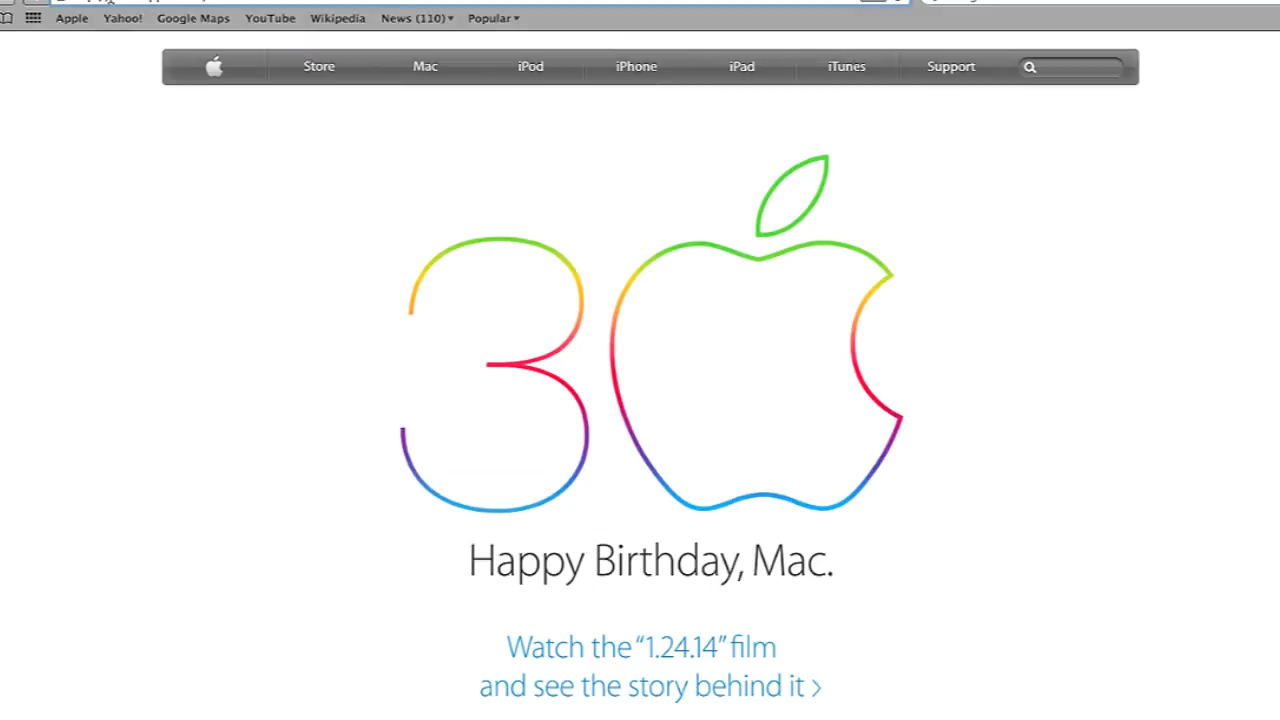 Apple Yahoo! Google Maps YouTube Wikipedia News (110) Popular
Store Mac iPod iPhone iPad iTunes Support
3
Happy Birthday, Mac.
Watch the “1.24.14” film
and see the story behind it >